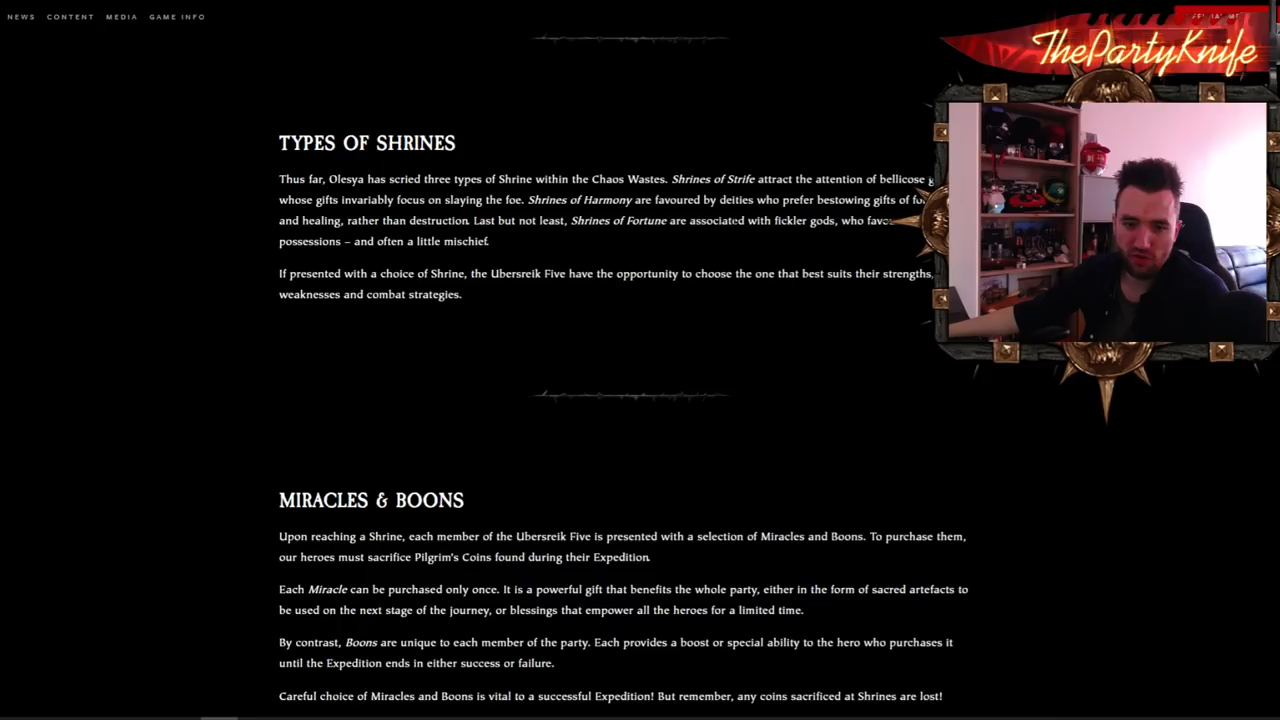 NEWS CONTENT MEDIA GAME INFO
ThePartyKnife
TYPES OF SHRINES
Thus far, Olesya has scried three types of Shrine within the Chaos Wastes. Shrines of Strife attract the attention of bellicose
whose gifts invariably focus on slaying the foe. Shrines of Harmony are favoured by deities who prefer bestowing gifts of
and healing, rather than destruction. Last but not least, Shrines of Fortune are associated with fickler gods, who
possessions – and often a little mischief.
If presented with a choice of Shrine, the Ubersreik Five have the opportunity to choose the one that best suits their strengths,
weaknesses and combat strategies.
MIRACLES & BOONS
Upon reaching a Shrine, each member of the Ubersreik Five is presented with a selection of Miracles and Boons. To purchase them,
our heroes must sacrifice Pilgrim's Coins found during their Expedition.
Each Miracle can be purchased only once. It is a powerful gift that benefits the whole party, either in the form of sacred artefacts to
be used on the next stage of the journey, or blessings that empower all the heroes for a limited time.
By contrast, Boons are unique to each member of the party. Each provides a boost or special ability to the hero who purchases it
until the Expedition ends in either success or failure.
Careful choice of Miracles and Boons is vital to a successful Expedition! But remember, any coins sacrificed at Shrines are lost!